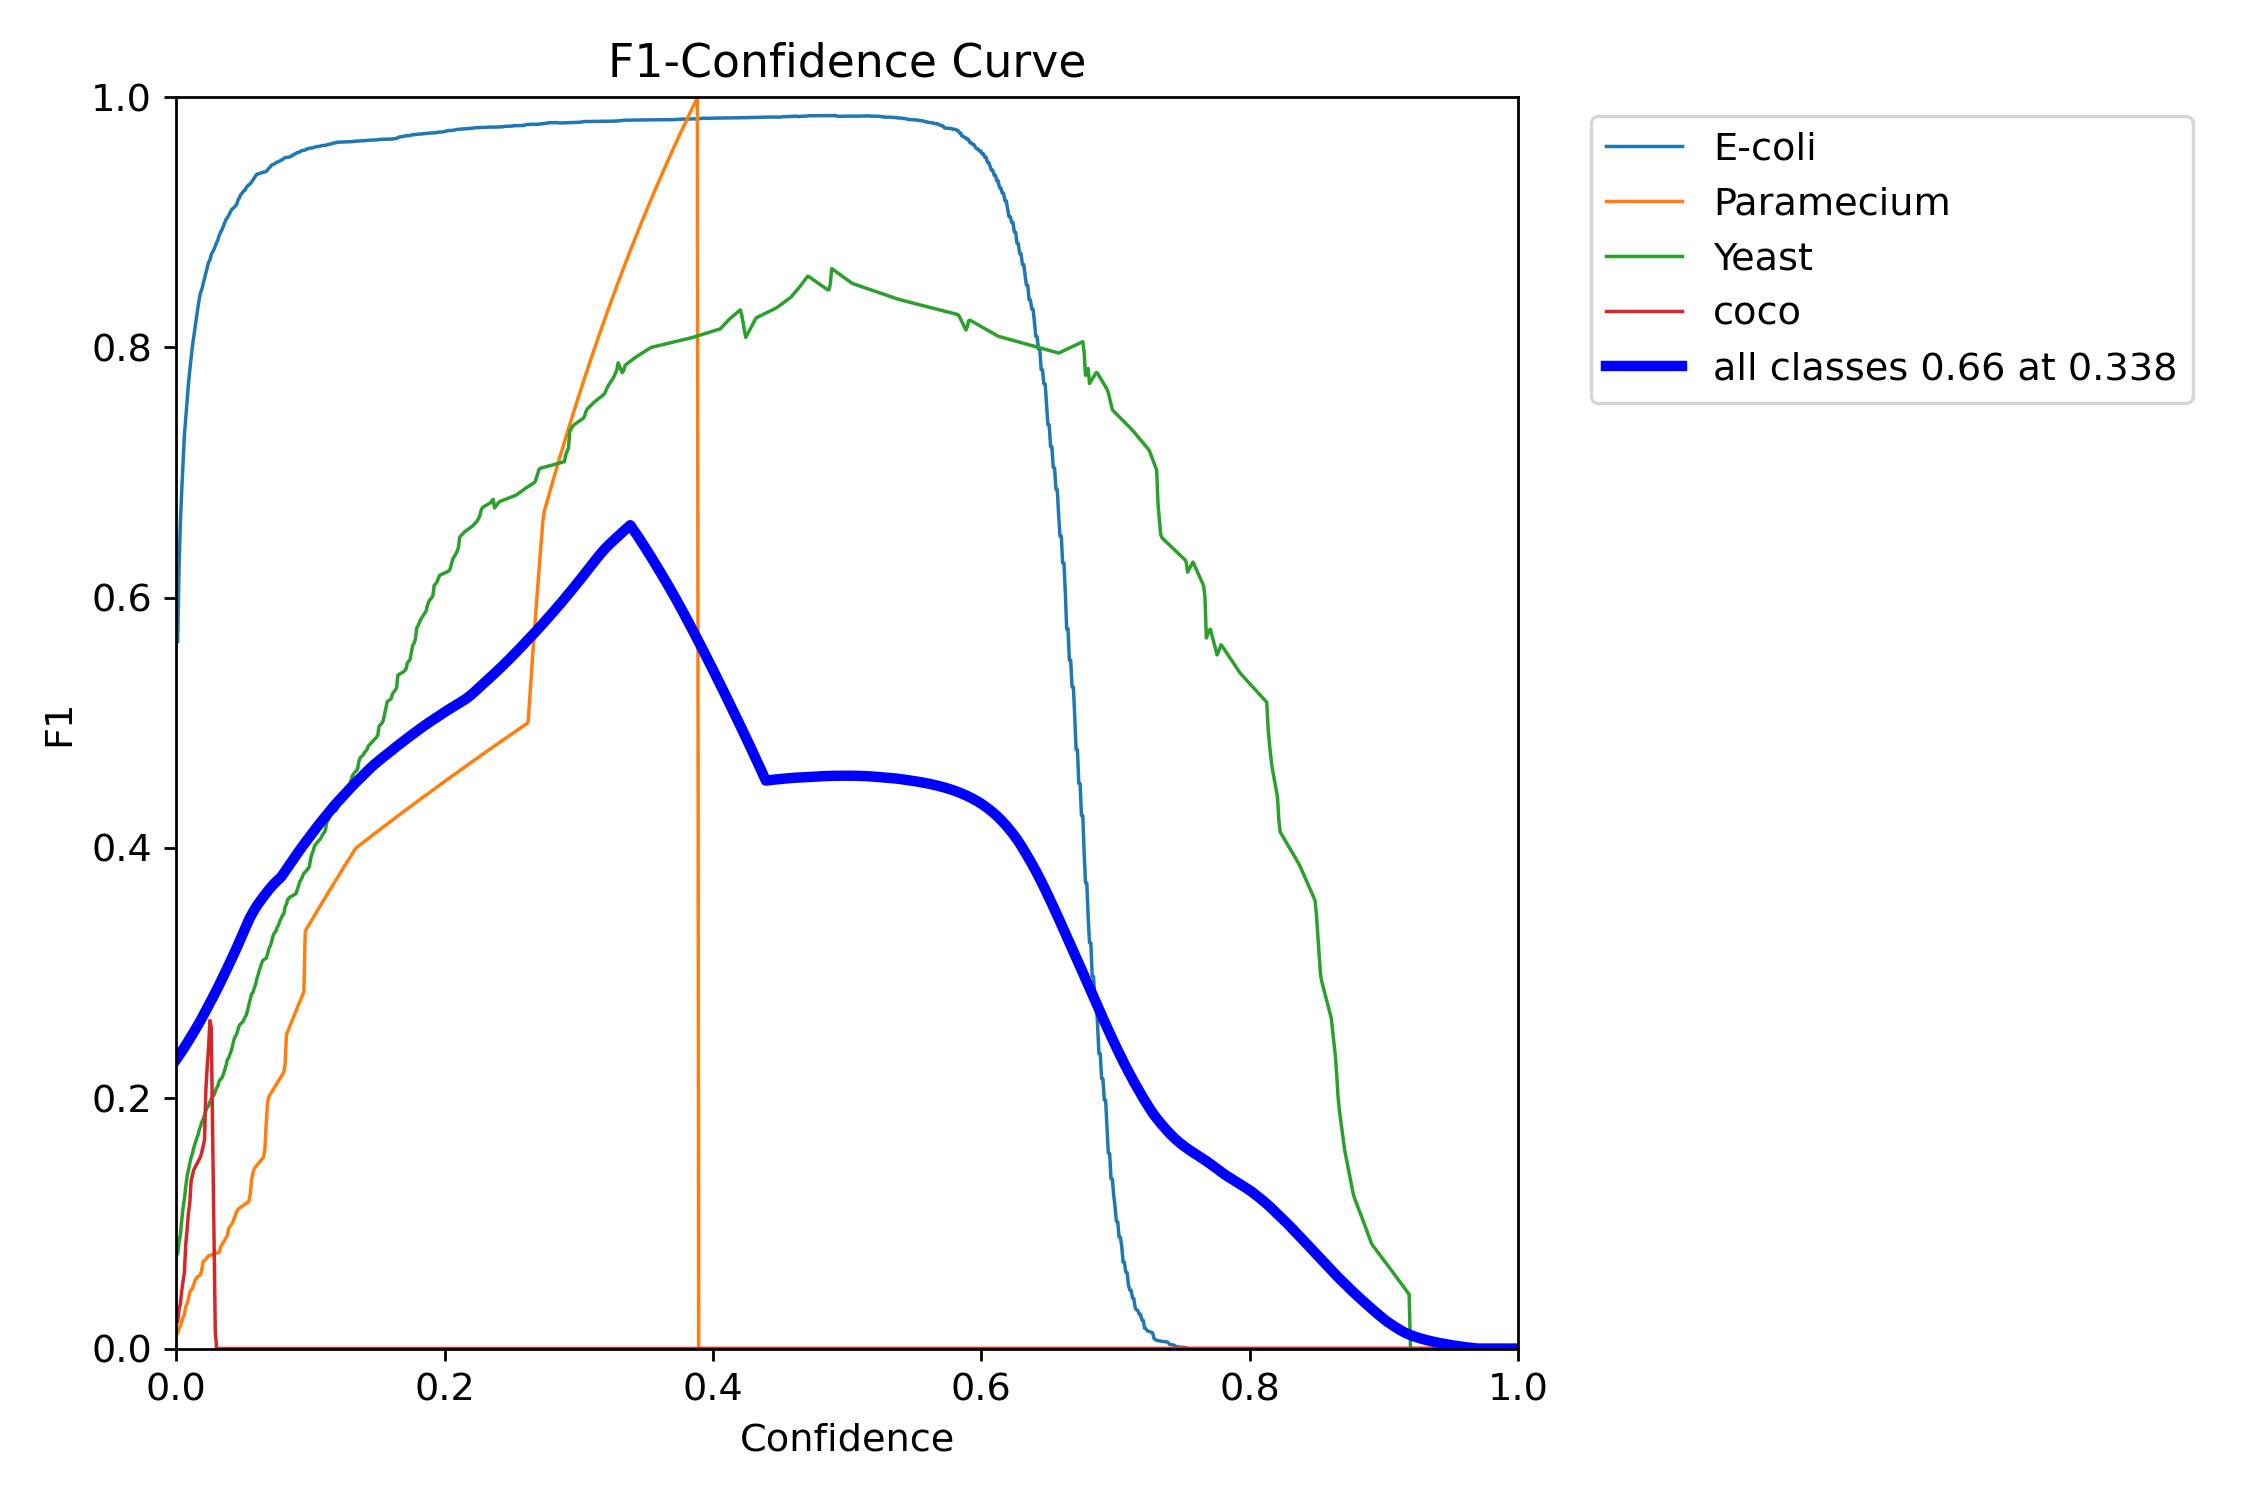 F1-Confidence Curve
1.0
0.8
0.6
0.4
0.2
0.0
F1
0.0 0.2 0.4 0.6 0.8 1.0
Confidence
E-coli
Paramecium
Yeast
coco
all classes 0.66 at 0.338